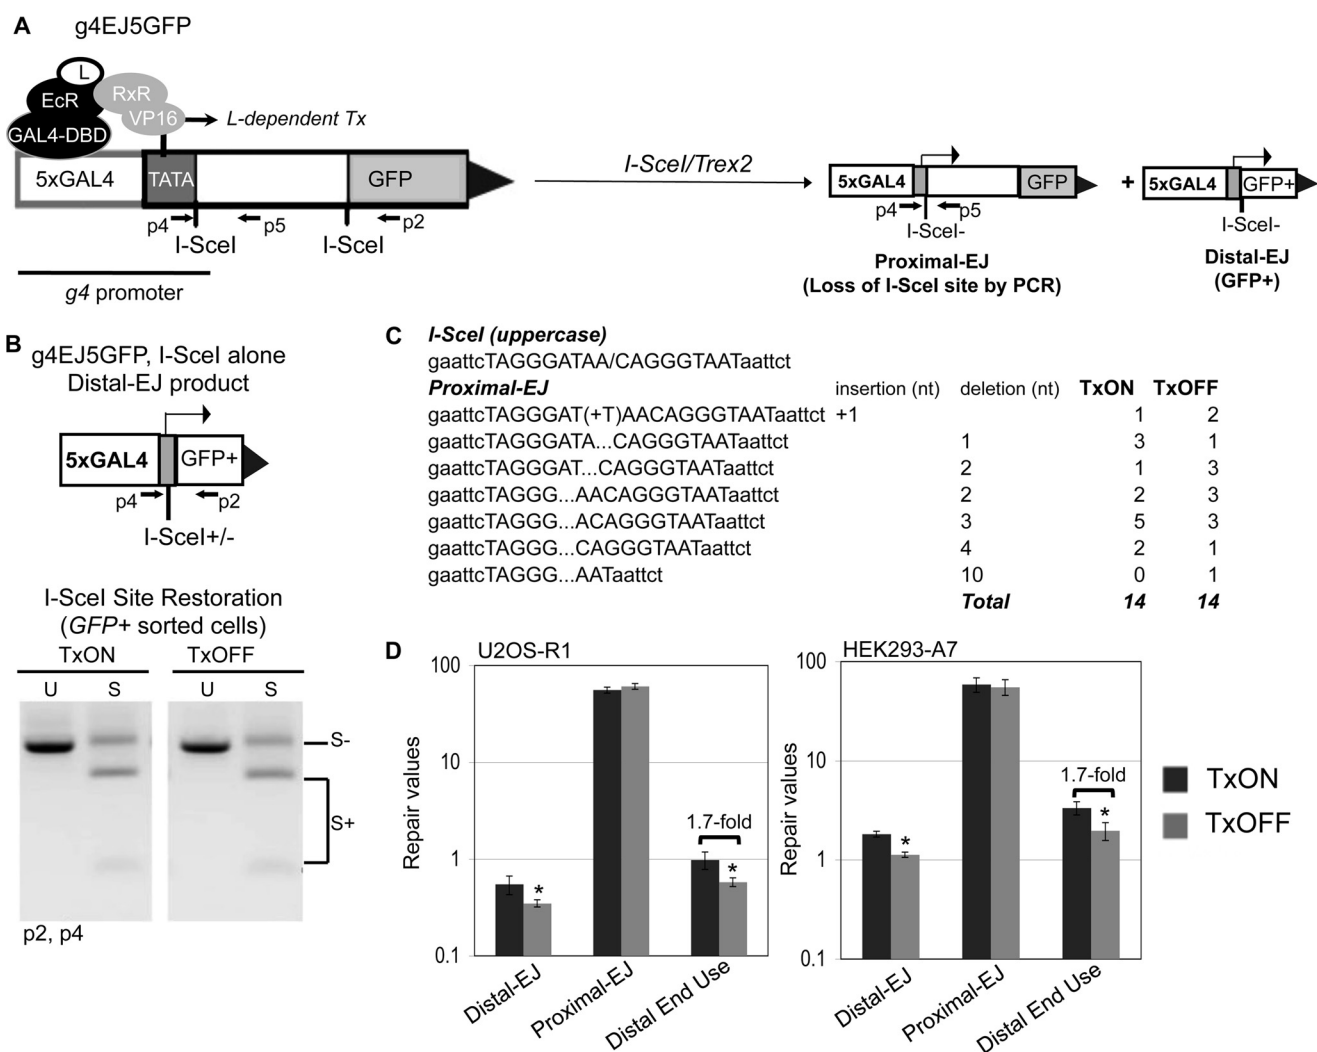 A g4EJ5GFP
L
EcR RxR
VP16 L-dependent Tx
GAL4-DBD
5xGAL4 TATA GFP
p4 p5 p2
I-SceI I-SceI
g4 promoter
I-SceI/Trex2
5xGAL4 GFP + 5xGAL4 GFP+
p4 p5
I-SceI- I-SceI-
Proximal-EJ Distal-EJ
(Loss of I-SceI site by PCR) (GFP+)
B
g4EJ5GFP, I-SceI alone
Distal-EJ product
5xGAL4 GFP+
p4 p2
I-SceI+/-
I-SceI Site Restoration
(GFP+ sorted cells)
TxON TxOFF
U S U S
S-
S+
p2, p4
C I-SceI (uppercase)
gaattcTAGGGATAA/CAGGGTAATaattct
Proximal-EJ insertion (nt) deletion (nt) TxON TxOFF
gaattcTAGGGAT(+T)AACAGGGTAATaattct +1 1 2
gaattcTAGGGATA...CAGGGTAATaattct 1 3 1
gaattcTAGGGAT...CAGGGTAATaattct 2 1 3
gaattcTAGGG...AACAGGGTAATaattct 2 2 3
gaattcTAGGG...ACAGGGTAATaattct 3 5 3
gaattcTAGGG...CAGGGTAATaattct 4 2 1
gaattcTAGGG...AATaattct 10 0 1
Total 14 14
D U2OS-R1
Repair values
100
10
1
0.1
*
1.7-fold
*
Distal-EJ
Proximal-EJ
Distal End Use
HEK293-A7
Repair values
100
10
1
0.1
*
1.7-fold
*
Distal-EJ
Proximal-EJ
Distal End Use
TxON
TxOFF